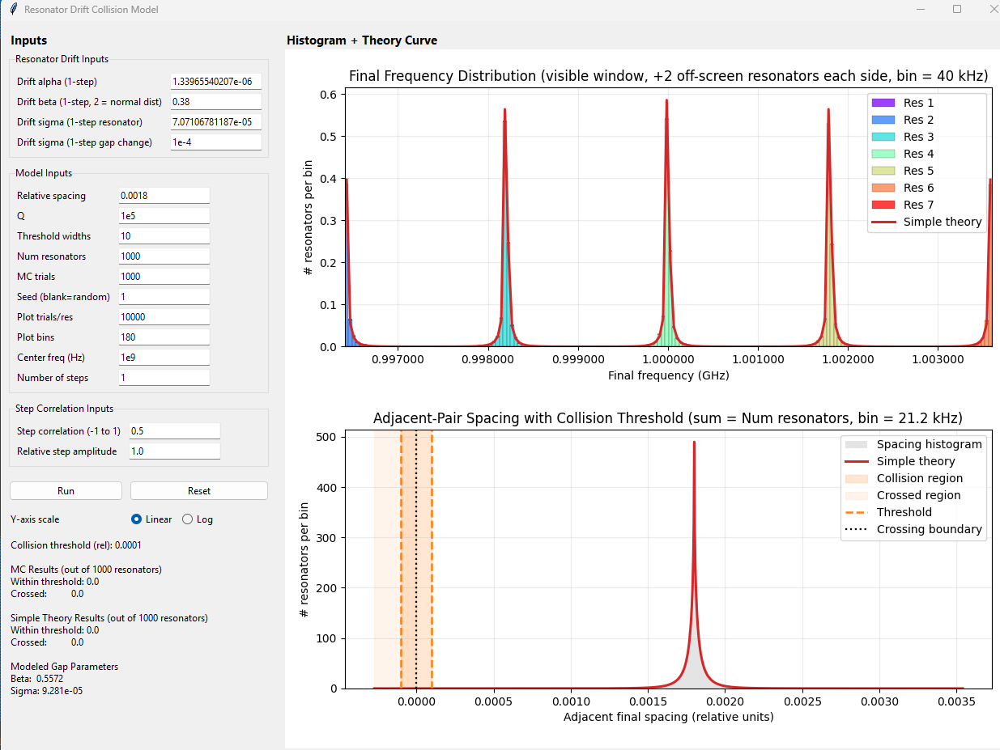 Resonator Drift Collision Model
Inputs
Resonator Drift Inputs
Drift alpha (1-step) 1.33965540207e-06
Drift beta (1-step, 2 = normal dist) 0.38
Drift sigma (1-step resonator) 7.07106781187e-05
Drift sigma (1-step gap change) 1e-4
Model Inputs
Relative spacing 0.0018
Q 1e5
Threshold widths 10
Num resonators 1000
MC trials 1000
Seed (blank=random) 1
Plot trials/res 10000
Plot bins 180
Center freq (Hz) 1e9
Number of steps 1
Step Correlation Inputs
Step correlation (-1 to 1) 0.5
Relative step amplitude 1.0
Run Reset
Y-axis scale Linear Log
Collision threshold (rel): 0.0001
MC Results (out of 1000 resonators)
Within threshold: 0.0
Crossed: 0.0
Simple Theory Results (out of 1000 resonators)
Within threshold: 0.0
Crossed: 0.0
Modeled Gap Parameters
Beta: 0.5572
Sigma: 9.281e-05
Histogram + Theory Curve
Final Frequency Distribution (visible window, +2 off-screen resonators each side, bin = 40 kHz)
# resonators per bin
0.6
0.5
0.4
0.3
0.2
0.1
0.0
Res 1
Res 2
Res 3
Res 4
Res 5
Res 6
Res 7
Simple theory
0.997000 0.998000 0.999000 1.000000 1.001000 1.002000 1.003000
Final frequency (GHz)
Adjacent-Pair Spacing with Collision Threshold (sum = Num resonators, bin = 21.2 kHz)
# resonators per bin
500
400
300
200
100
0
Spacing histogram
Simple theory
Collision region
Crossed region
Threshold
Crossing boundary
0.0000 0.0005 0.0010 0.0015 0.0020 0.0025 0.0030 0.0035
Adjacent final spacing (relative units)